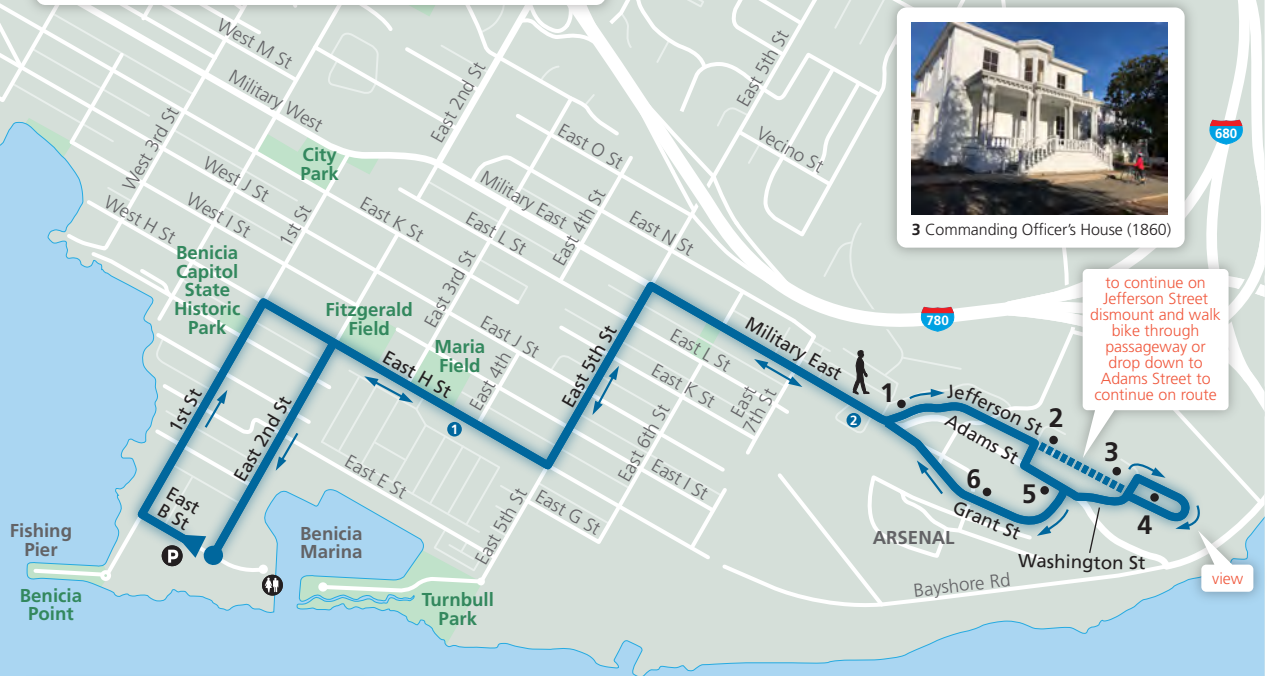 West M St
Military West
East 2nd St
East 5th St
680
West 3rd St
City
Park
East O St
Vecino St
3 Commanding Officer's House (1860)
West J St
Military East
East 4th St
West H St
West I St
1st St
East K St
East L St
East N St
Benicia
Capitol
State
Historic
Park
East 3rd St
to continue on
Jefferson Street
dismount and walk
bike through
passageway or
drop down to
Adams Street to
continue on route
Fitzgerald
Field
780
East J St
Maria
Field
East L St
Military East
East H St
East 4th
East 5th St
East K St
East
7th St
1
Jefferson St
2
1st St
East 2nd St
1
2
Adams St
3
East 6th St
East E St
East I St
6
5
4
East
B St
East G St
Grant St
Fishing
Pier
P
Benicia
Marina
East 5th St
ARSENAL
Washington St
view
Bayshore Rd
Benicia
Point
Turnbull
Park